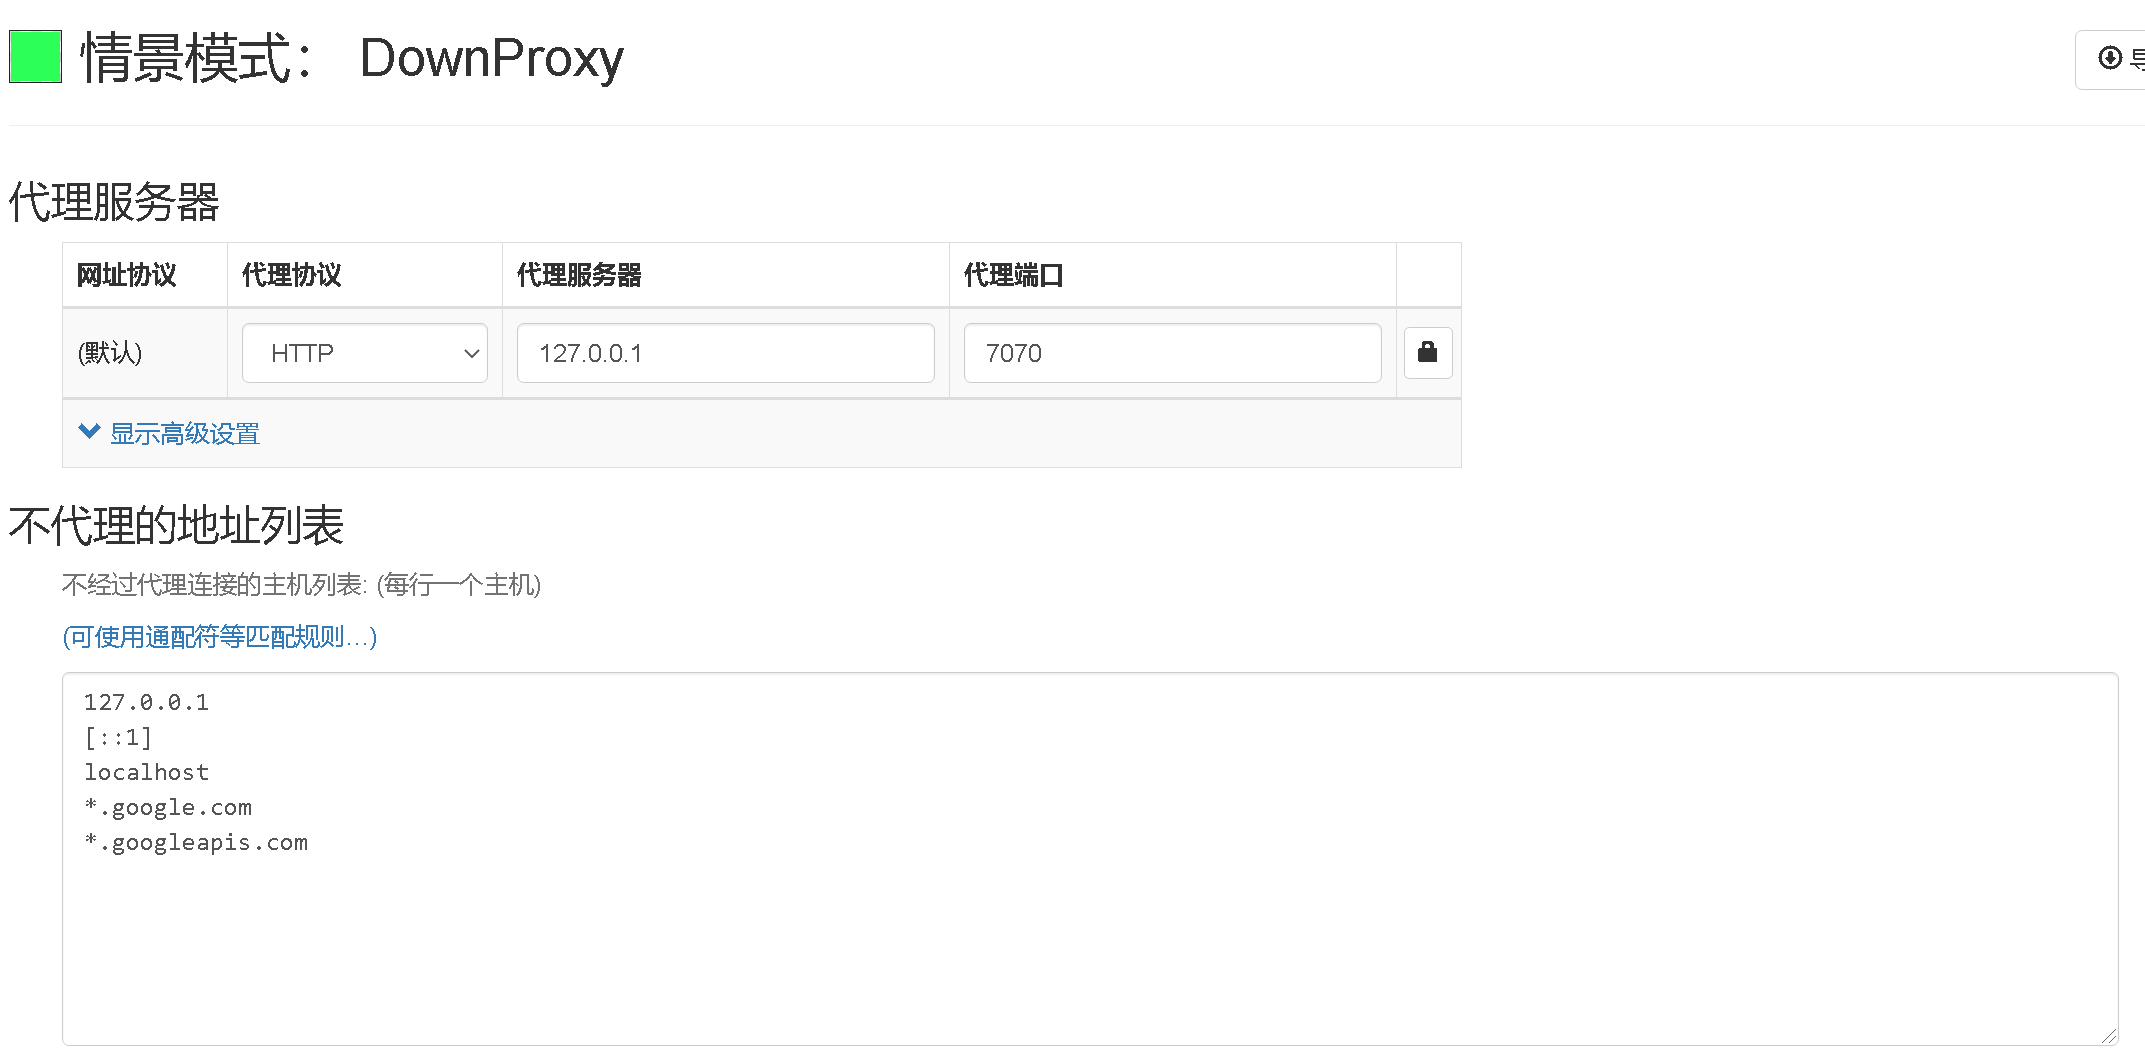 情景模式： DownProxy
代理服务器
网址协议 代理协议 代理服务器 代理端口
(默认) HTTP 127.0.0.1 7070
显示高级设置
不代理的地址列表
不经过代理连接的主机列表: (每行一个主机)
(可使用通配符等匹配规则…)
127.0.0.1
[::1]
localhost
*.google.com
*.googleapis.com